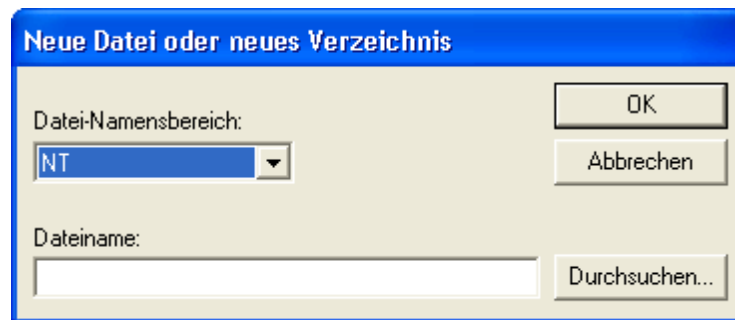 Neue Datei oder neues Verzeichnis
Datei-Namensbereich:
NT
OK
Abbrechen
Dateiname:
Durchsuchen...